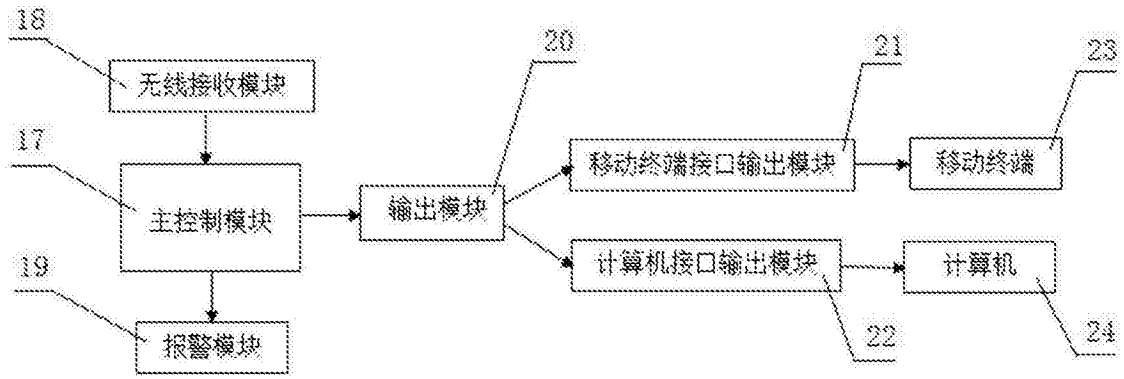 18
无线接收模块
17
主控制模块
19
报警模块
20
输出模块
21
移动终端接口输出模块
23
移动终端
计算机接口输出模块
22
计算机
24